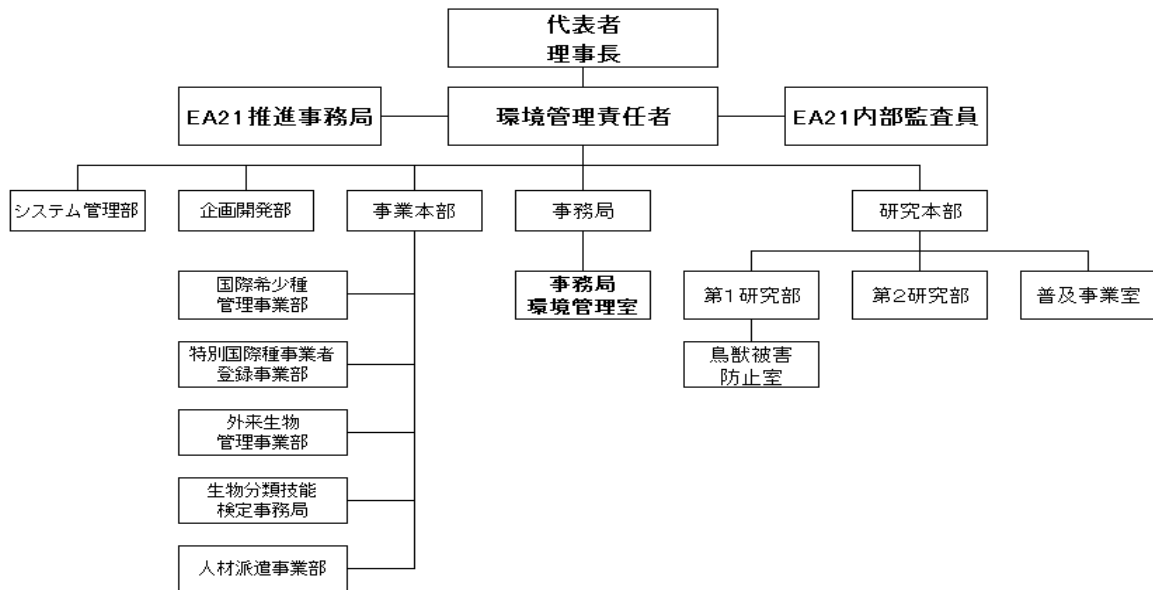 代表者
理事長
EA21推進事務局
環境管理責任者
EA21内部監査員
システム管理部
企画開発部
事業本部
事務局
研究本部
国際希少種
管理事業部
特別国際種事業者
登録事業部
外来生物
管理事業部
生物分類技能
検定事務局
人材派遣事業部
事務局
環境管理室
第1研究部
第2研究部
普及事業室
鳥獣被害
防止室